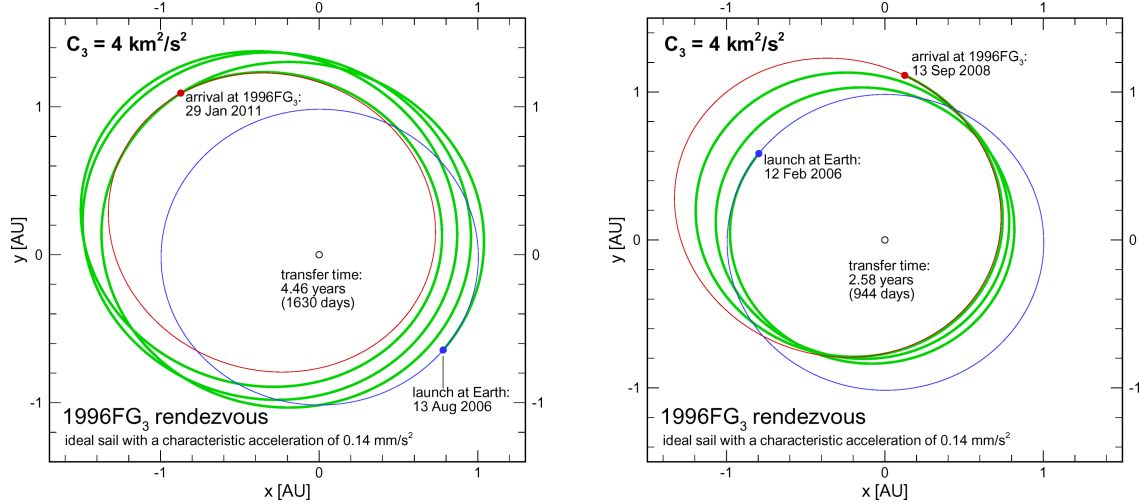 -1
0
1
C3 = 4 km2/s2
arrival at 1996FG3:
29 Jan 2011
1
1
y [AU]
0
0
transfer time:
4.46 years
(1630 days)
launch at Earth:
13 Aug 2006
-1
-1
1996FG3 rendezvous
ideal sail with a characteristic acceleration of 0.14 mm/s2
-1
0
1
x [AU]
-1
0
1
C3 = 4 km2/s2
arrival at 1996FG3:
13 Sep 2008
1
1
launch at Earth:
12 Feb 2006
y [AU]
0
0
transfer time:
2.58 years
(944 days)
-1
-1
1996FG3 rendezvous
ideal sail with a characteristic acceleration of 0.14 mm/s2
-1
0
1
x [AU]